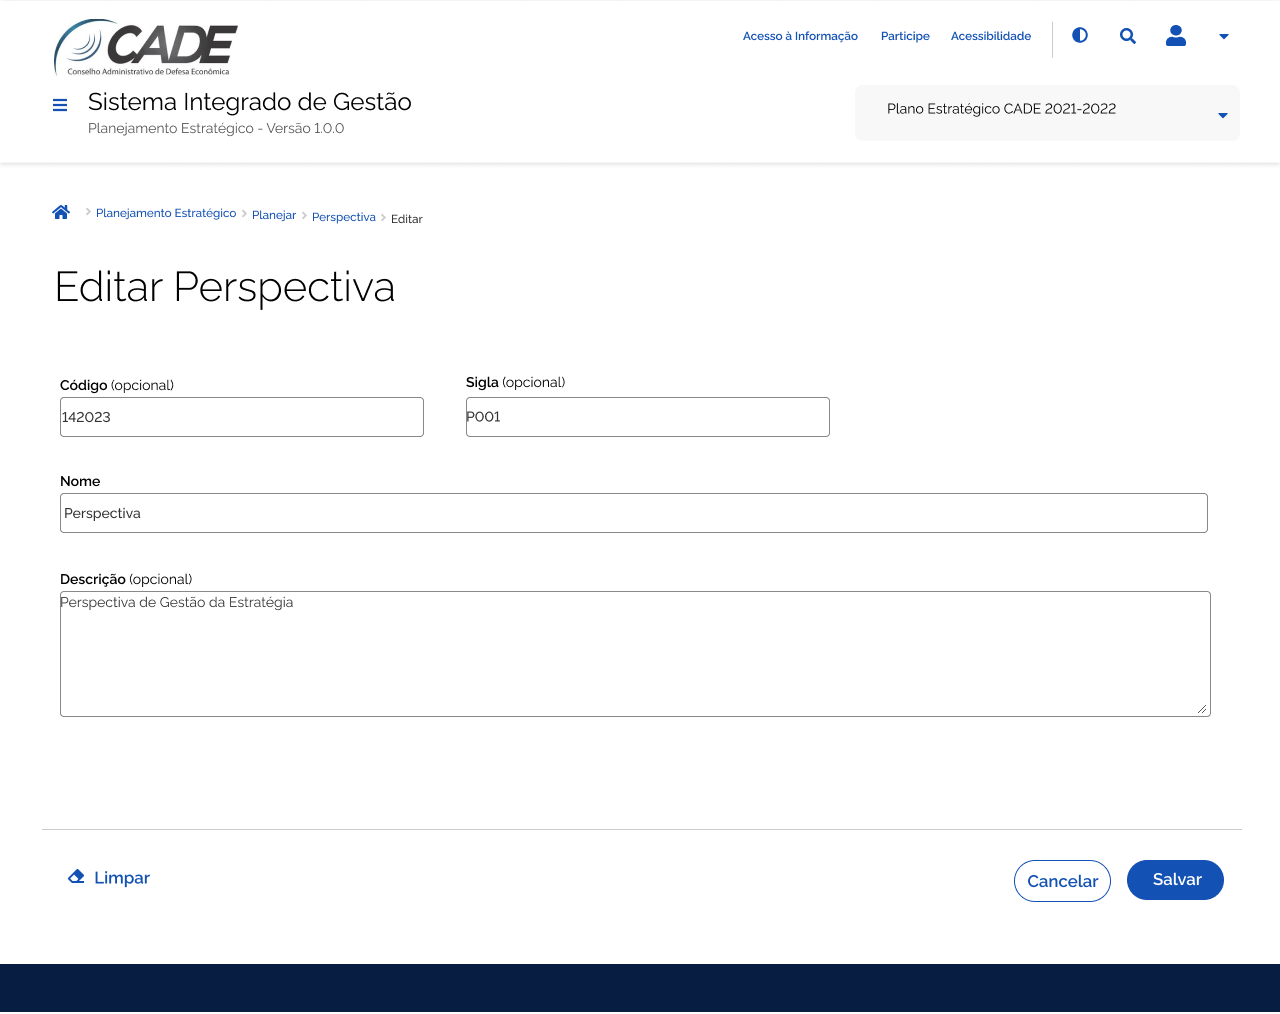 CADE
Conselho Administrativo de Defesa Econômica
Acesso à Informação Participe Acessibilidade
Sistema Integrado de Gestão
Planejamento Estratégico - Versão 1.0.0
Plano Estratégico CADE 2021-2022
Planejamento Estratégico Planejar Perspectiva Editar
Editar Perspectiva
Código (opcional) Sigla (opcional)
142023 P001
Nome
Perspectiva
Descrição (opcional)
Perspectiva de Gestão da Estratégia
Limpar Cancelar Salvar